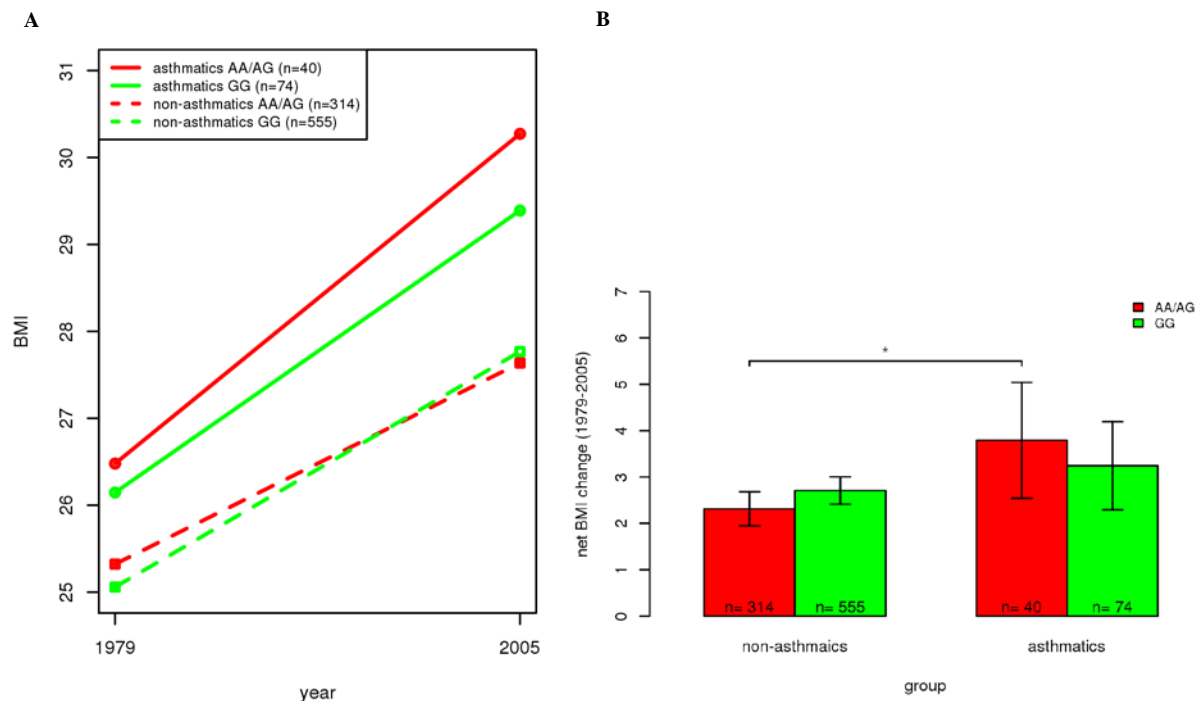 A
asthmatics AA/AG (n=40)
asthmatics GG (n=74)
non-asthmatics AA/AG (n=314)
non-asthmatics GG (n=555)
31
30
29
28
27
26
25
BMI
1979
2005
year
B
7
6
5
4
3
2
1
0
net BMI change (1979-2005)
AA/AG
GG
*
n= 314
n= 555
n= 40
n= 74
non-asthmaics
asthmatics
group